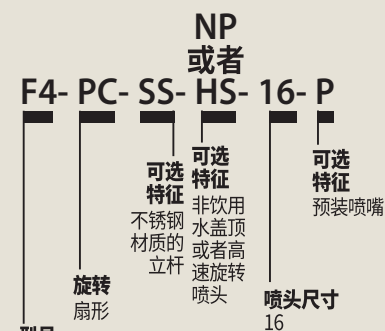 NP
或者
F4- PC- SS- HS- 16- P
可选
特征
不锈钢
材质的
立杆
可选
特征
非饮用
水盖顶
或者高
速旋转
喷头
可选
特征
预装喷嘴
旋转
扇形
喷头尺寸
16
型号